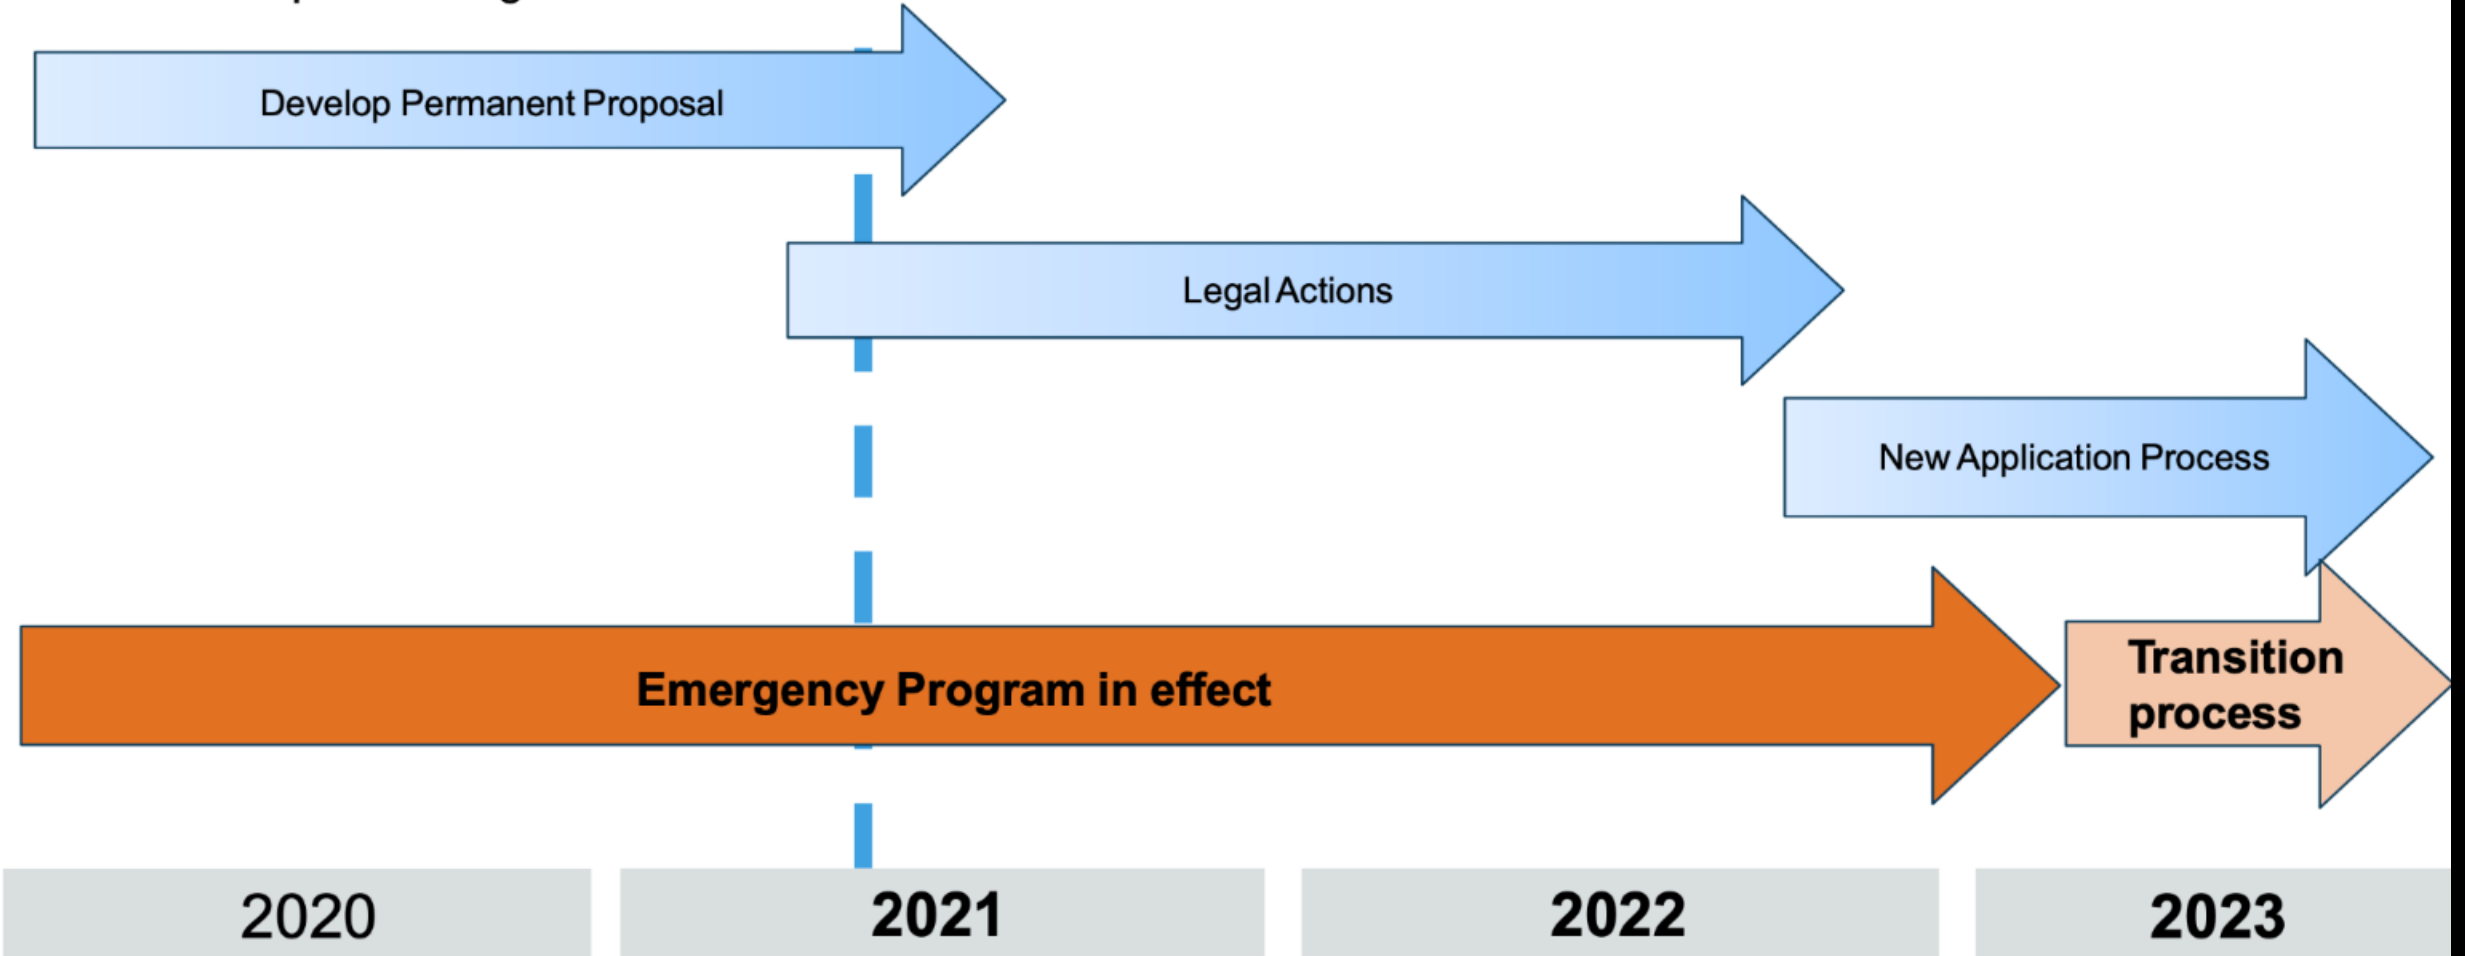 Develop Permanent Proposal
Legal Actions
New Application Process
Emergency Program in effect
Transition
process
2020
2021
2022
2023